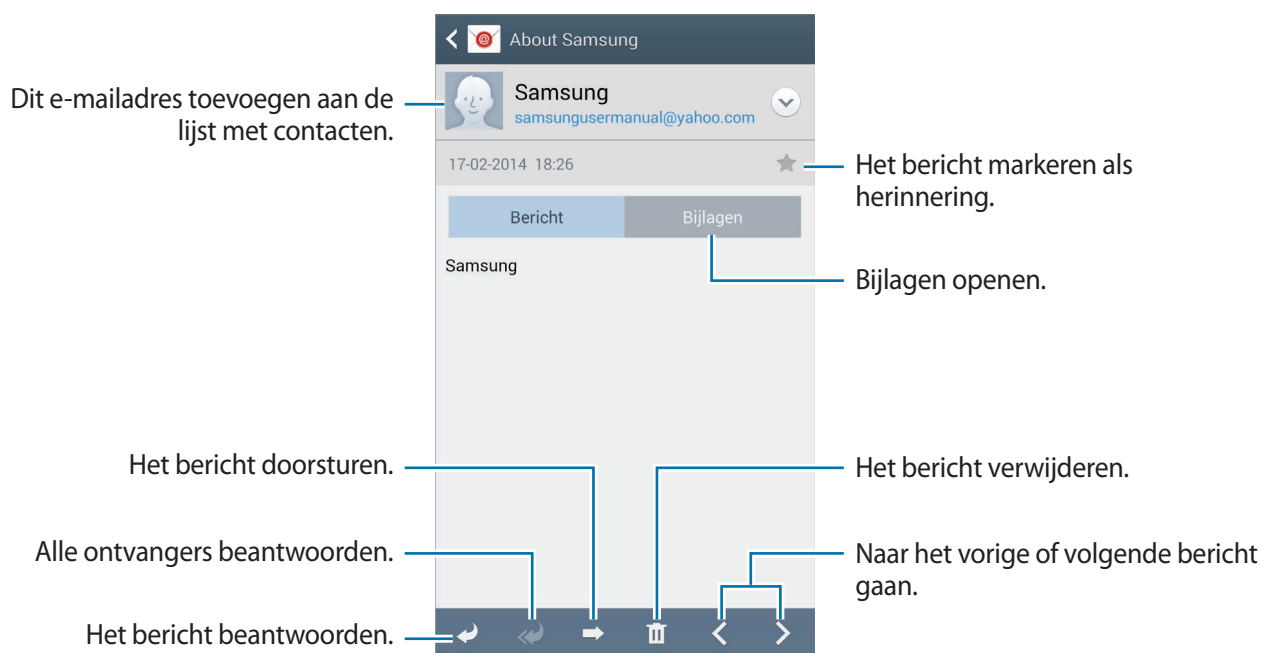 About Samsung
Dit e-mailadres toevoegen aan de
lijst met contacten.
Samsung
samsungusermanual@yahoo.com
17-02-2014 18:26
Het bericht markeren als
herinnering.
Bericht
Bijlagen
Samsung
Bijlagen openen.
Het bericht doorsturen.
Het bericht verwijderen.
Alle ontvangers beantwoorden.
Naar het vorige of volgende bericht
gaan.
Het bericht beantwoorden.